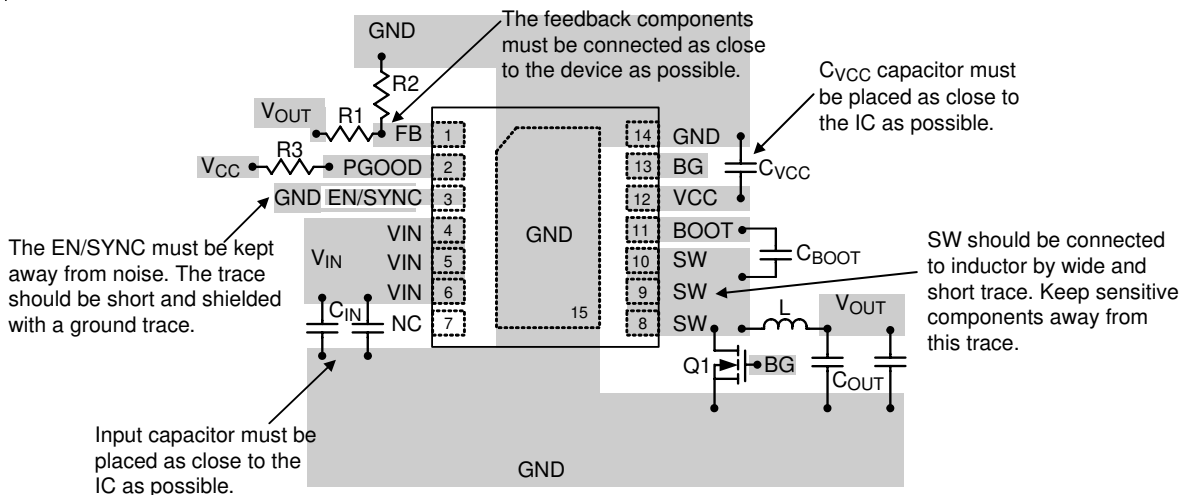 The feedback components
must be connected as close
to the device as possible.
GND
R2
CVCC capacitor must
be placed as close to
the IC as possible.
VOUT
R1
FB
1
14
GND
R3
VCC
PGOOD
2
13
BG
CVCC
GND
EN/SYNC
3
12
VCC
VIN
4
11
BOOT
The EN/SYNC must be kept
away from noise. The trace
should be short and shielded
with a ground trace.
VIN
VIN
5
GND
10
SW
CBOOT
SW should be connected
to inductor by wide and
short trace. Keep sensitive
components away from
this trace.
VIN
6
9
SW
CIN
NC
7
15
8
SW
L
VOUT
Q1
BG
COUT
Input capacitor must be
placed as close to the
IC as possible.
GND